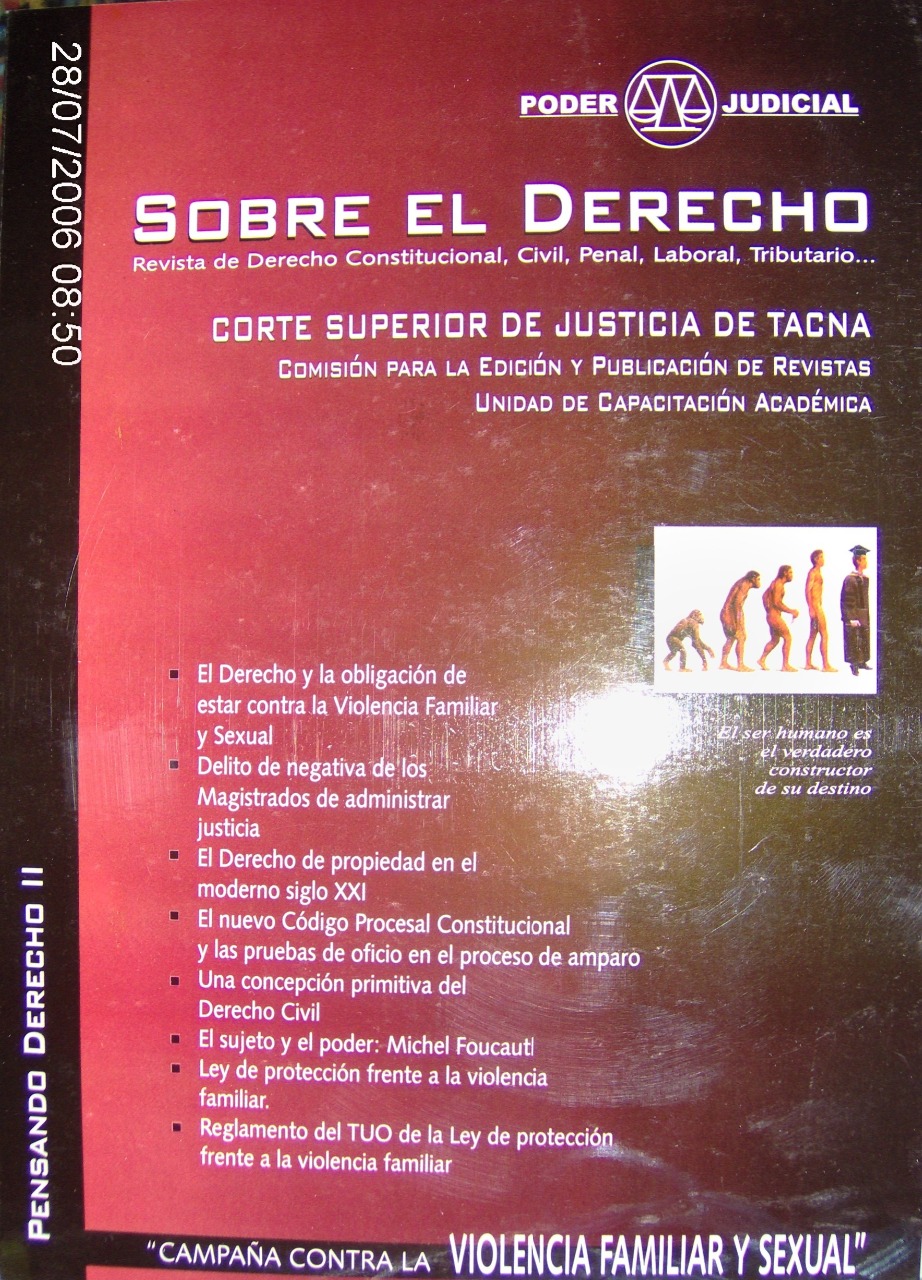 28/07/2006 08:50
PODER JUDICIAL
SOBRE EL DERECHO
Revista de Derecho Constitucional, Civil, Penal, Laboral, Tributario...
CORTE SUPERIOR DE JUSTICIA DE TACNA
COMISIÓN PARA LA EDICIÓN Y PUBLICACIÓN DE REVISTAS
UNIDAD DE CAPACITACIÓN ACADÉMICA
El ser humano es
el verdadero
constructor
de su destino
▪ El Derecho y la obligación de
estar contra la Violencia Familiar
y Sexual
▪ Delito de negativa de los
Magistrados de administrar
justicia
▪ El Derecho de propiedad en el
moderno siglo XXI
▪ El nuevo Código Procesal Constitucional
y las pruebas de oficio en el proceso de amparo
▪ Una concepción primitiva del
Derecho Civil
▪ El sujeto y el poder: Michel Foucautl
▪ Ley de protección frente a la violencia
familiar.
▪ Reglamento del TUO de la Ley de protección
frente a la violencia familiar
PENSANDO DERECHO II
"CAMPAÑA CONTRA LA VIOLENCIA FAMILIAR Y SEXUAL"